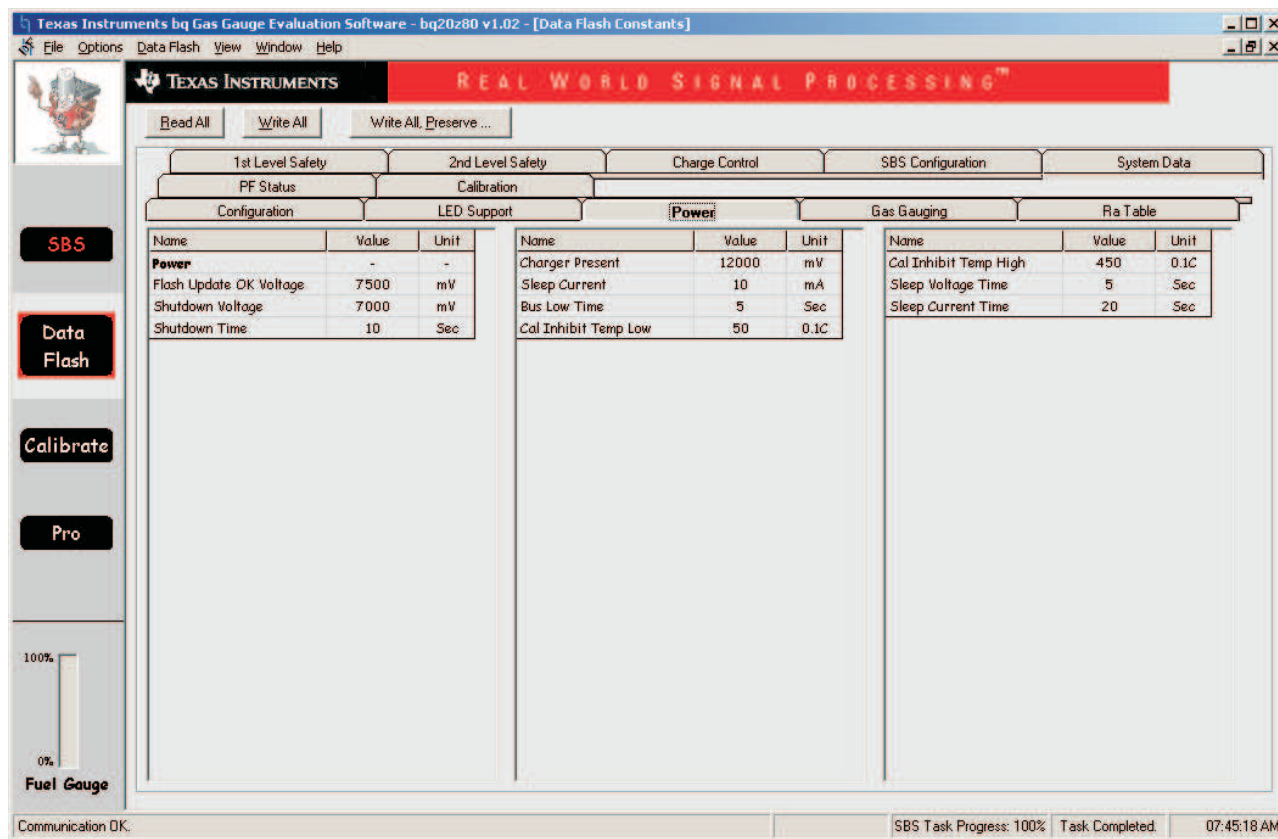 Texas Instruments bq Gas Gauge Evaluation Software - bq20z80 v1.02 - [Data Flash Constants]
File Options Data Flash View Window Help
TEXAS INSTRUMENTS REAL WORLD SIGNAL PROCESSING™
Read All Write All Write All, Preserve ...
1st Level Safety 2nd Level Safety Charge Control SBS Configuration System Data
PF Status Calibration
Configuration LED Support Power Gas Gauging Ra Table
SBS
Data
Flash
Calibrate
Pro
100%
0%
Fuel Gauge
Name Value Unit
Power - -
Flash Update OK Voltage 7500 mV
Shutdown Voltage 7000 mV
Shutdown Time 10 Sec
Name Value Unit
Charger Present 12000 mV
Sleep Current 10 mA
Bus Low Time 5 Sec
Cal Inhibit Temp Low 50 0.1C
Name Value Unit
Cal Inhibit Temp High 450 0.1C
Sleep Voltage Time 5 Sec
Sleep Current Time 20 Sec
Communication OK. SBS Task Progress: 100% Task Completed 07:45:18 AM